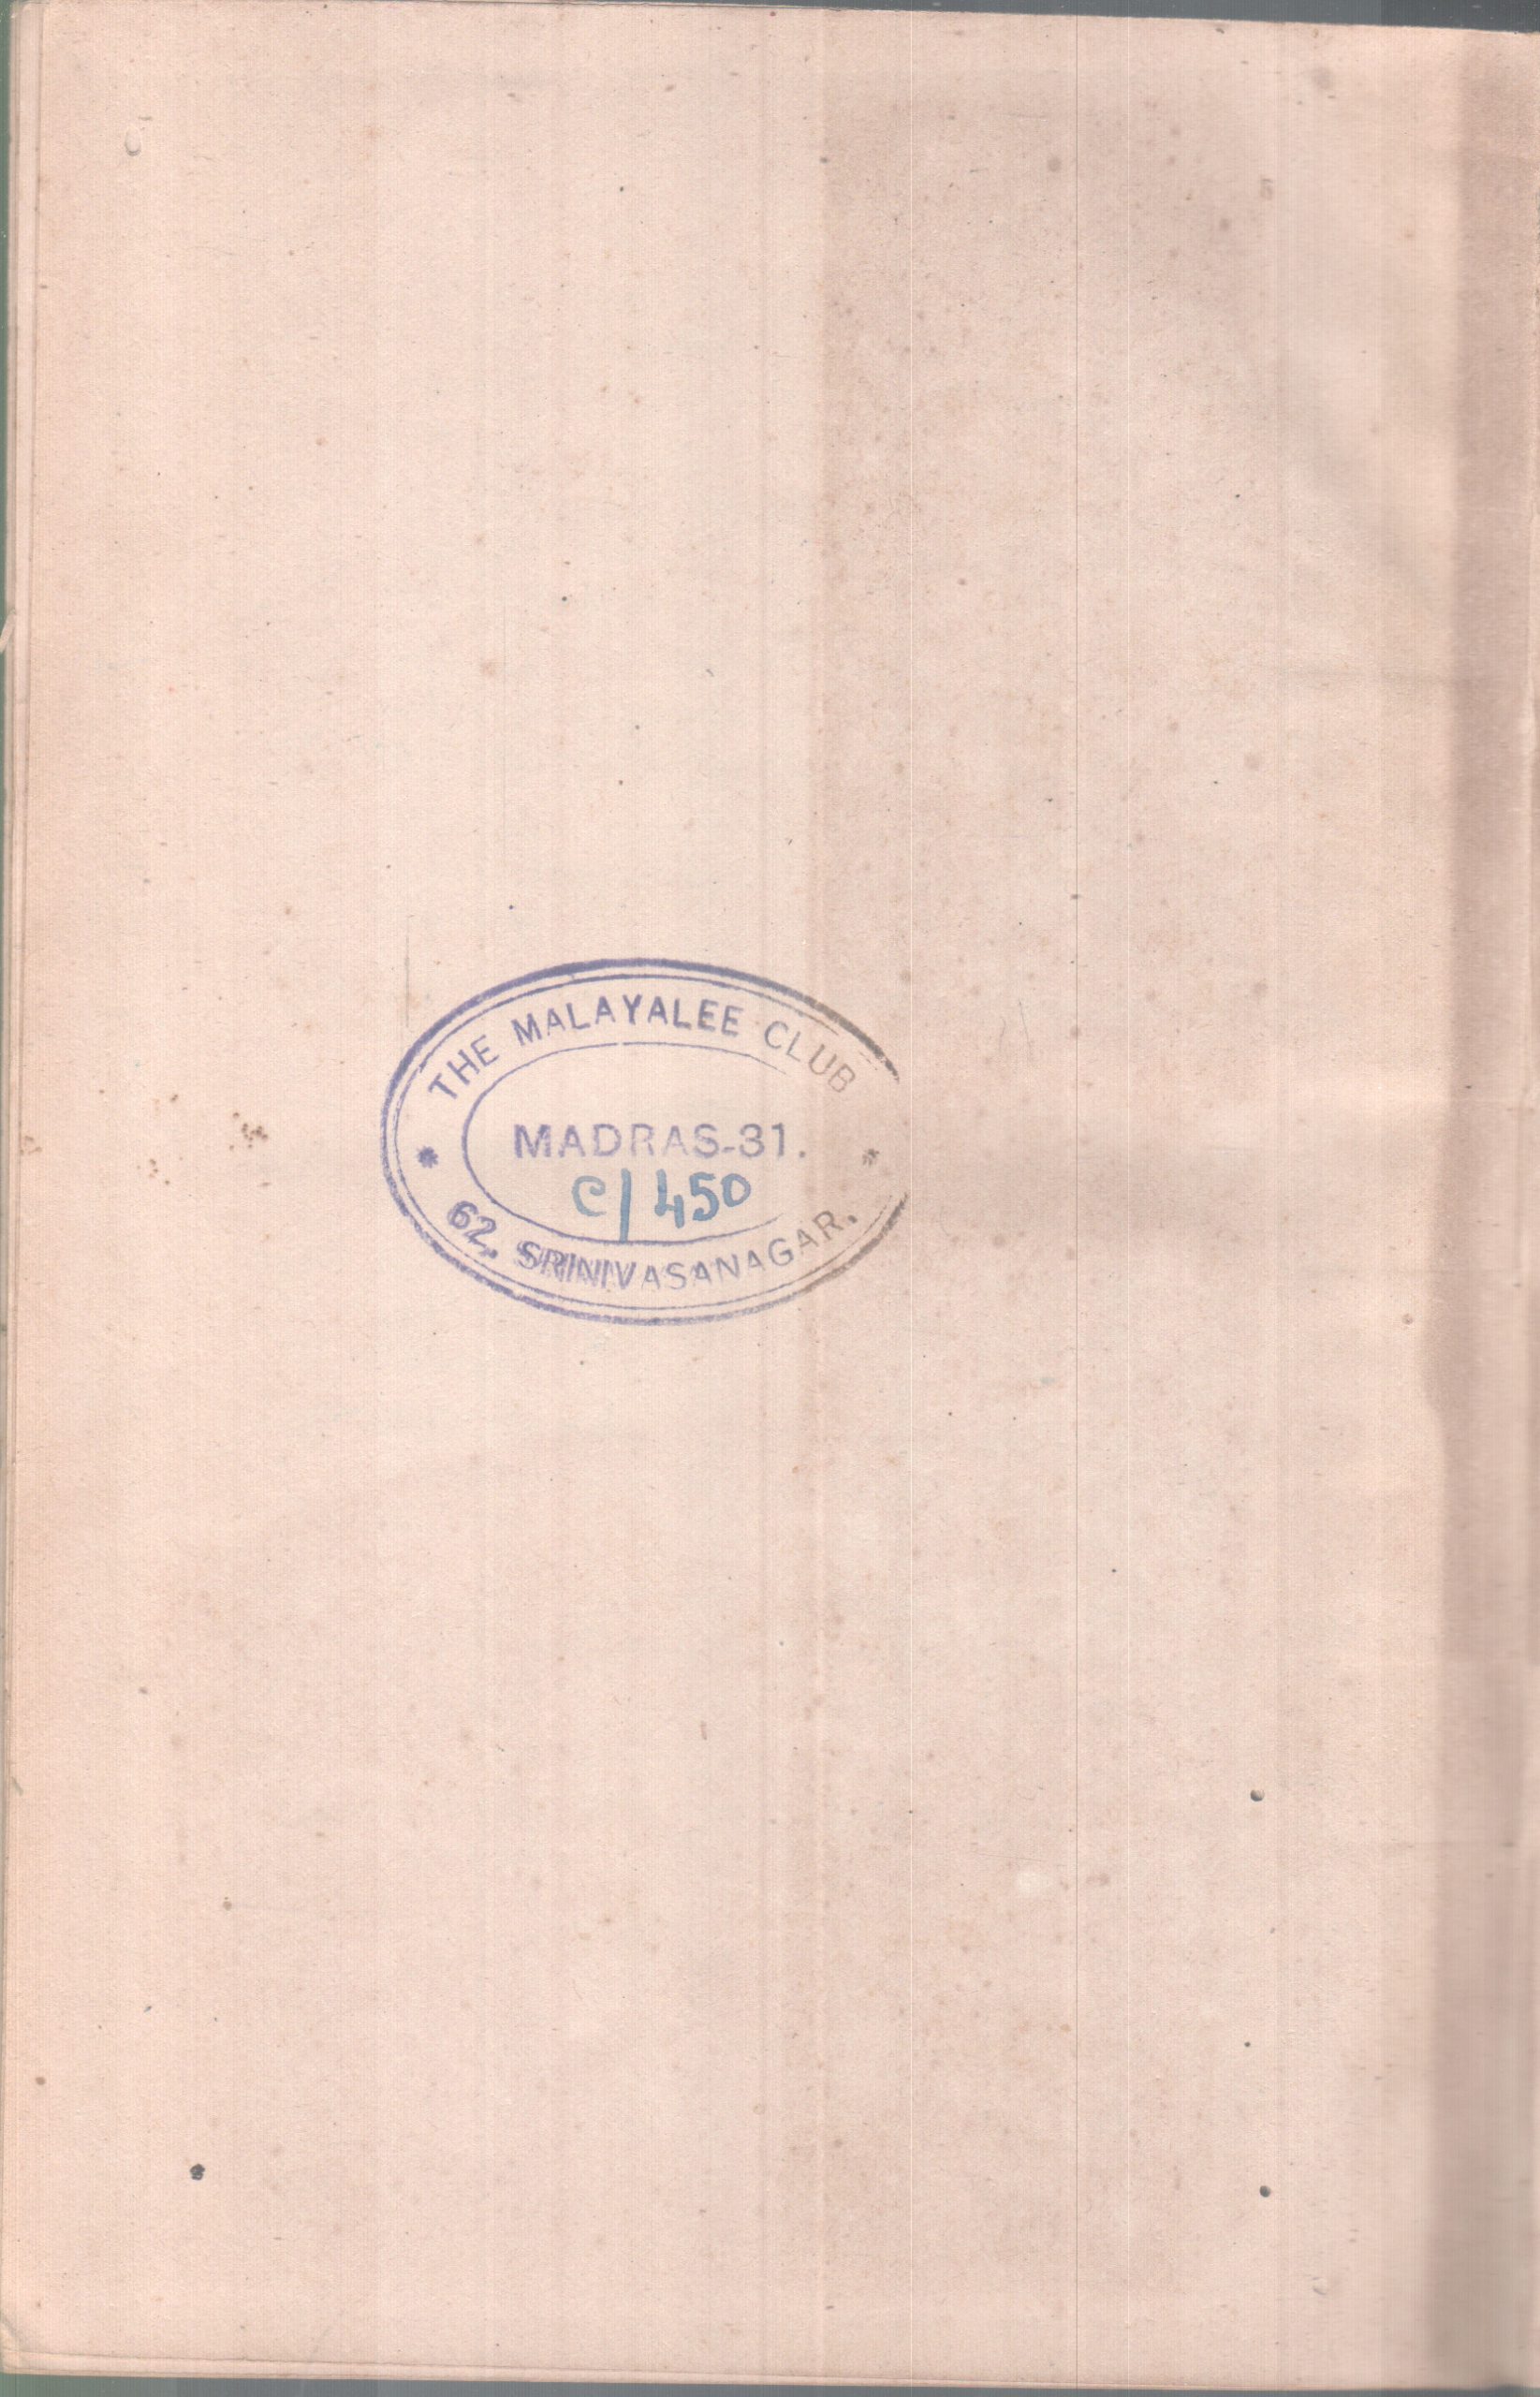 THE MALAYALEE CLUB
MADRAS-31.
C/450
62, SRINIVASANAGAR.